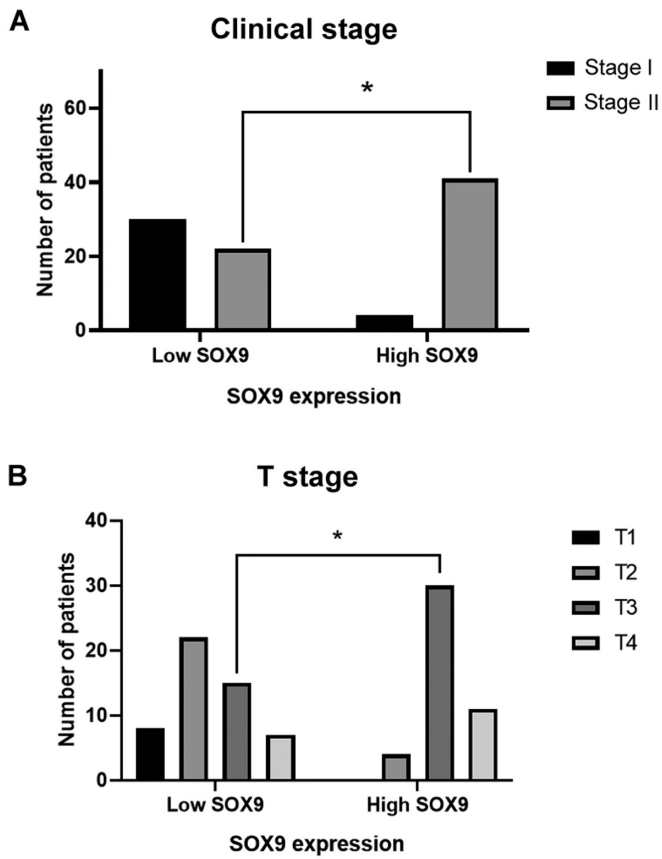 A
Clinical stage
Number of patients
60
40
20
0
*
Stage I
Stage II
Low SOX9
High SOX9
SOX9 expression
B
T stage
Number of patients
40
30
20
10
0
*
T1
T2
T3
T4
Low SOX9
High SOX9
SOX9 expression